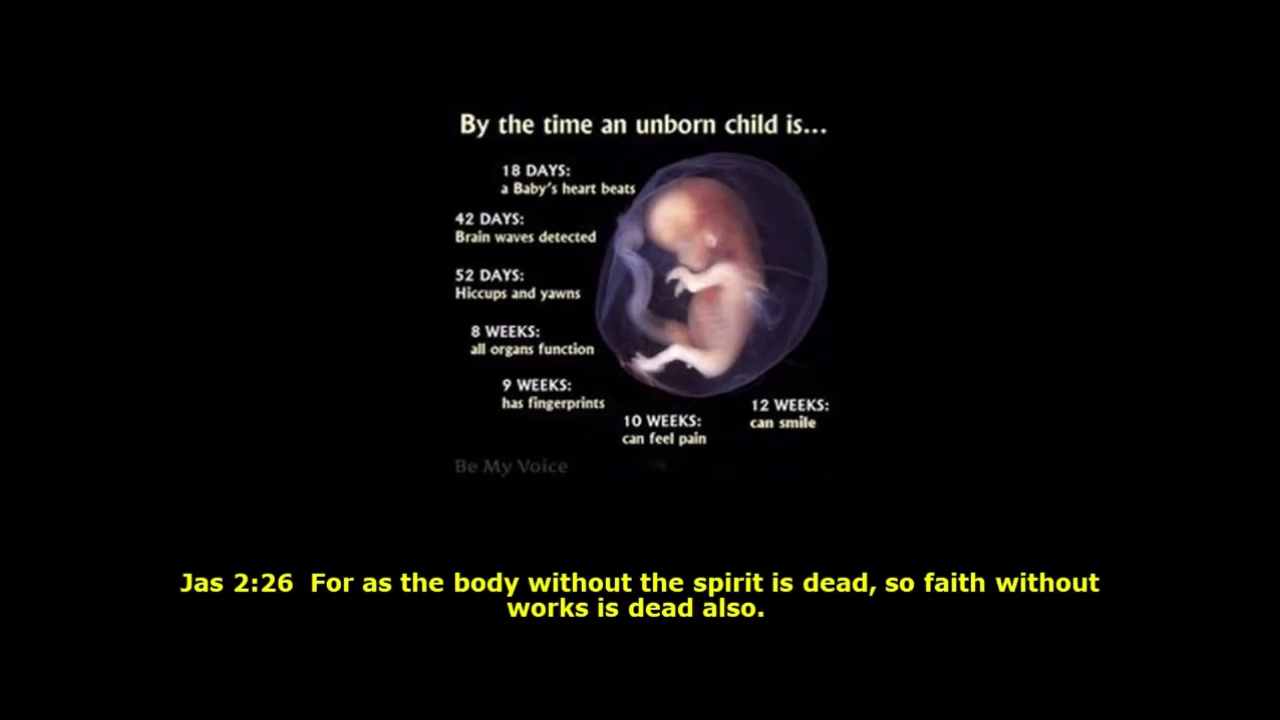 By the time an unborn child is...
18 DAYS:
a Baby's heart beats
42 DAYS:
Brain waves detected
52 DAYS:
Hiccups and yawns
8 WEEKS:
all organs function
9 WEEKS:
has fingerprints
10 WEEKS:
can feel pain
12 WEEKS:
can smile
Be My Voice
Jas 2:26  For as the body without the spirit is dead, so faith without
works is dead also.